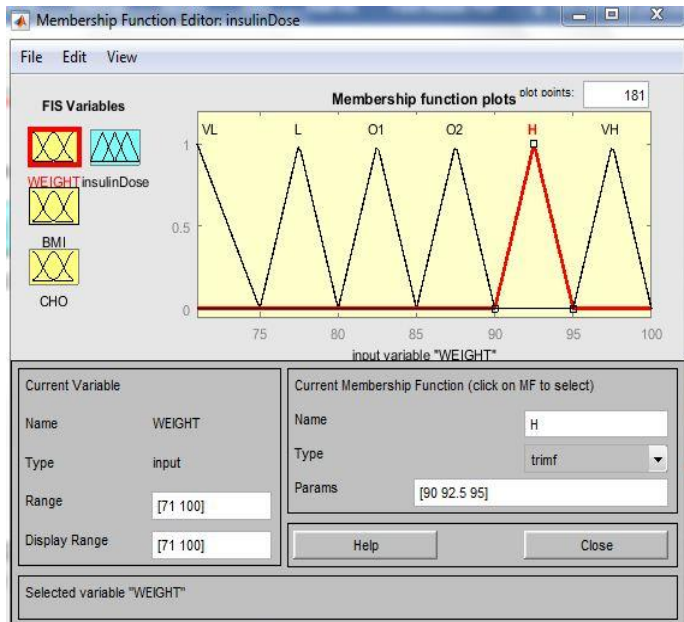 Membership Function Editor: insulinDose
File Edit View
FIS Variables
WEIGHT insulinDose
BMI
CHO
Membership function plots plot points: 181
VL L O1 O2 H VH
1
0.5
0
75 80 85 90 95 100
input variable "WEIGHT"
Current Variable
Name WEIGHT
Type input
Range [71 100]
Display Range [71 100]
Current Membership Function (click on MF to select)
Name H
Type trimf
Params [90 92.5 95]
Help Close
Selected variable "WEIGHT"